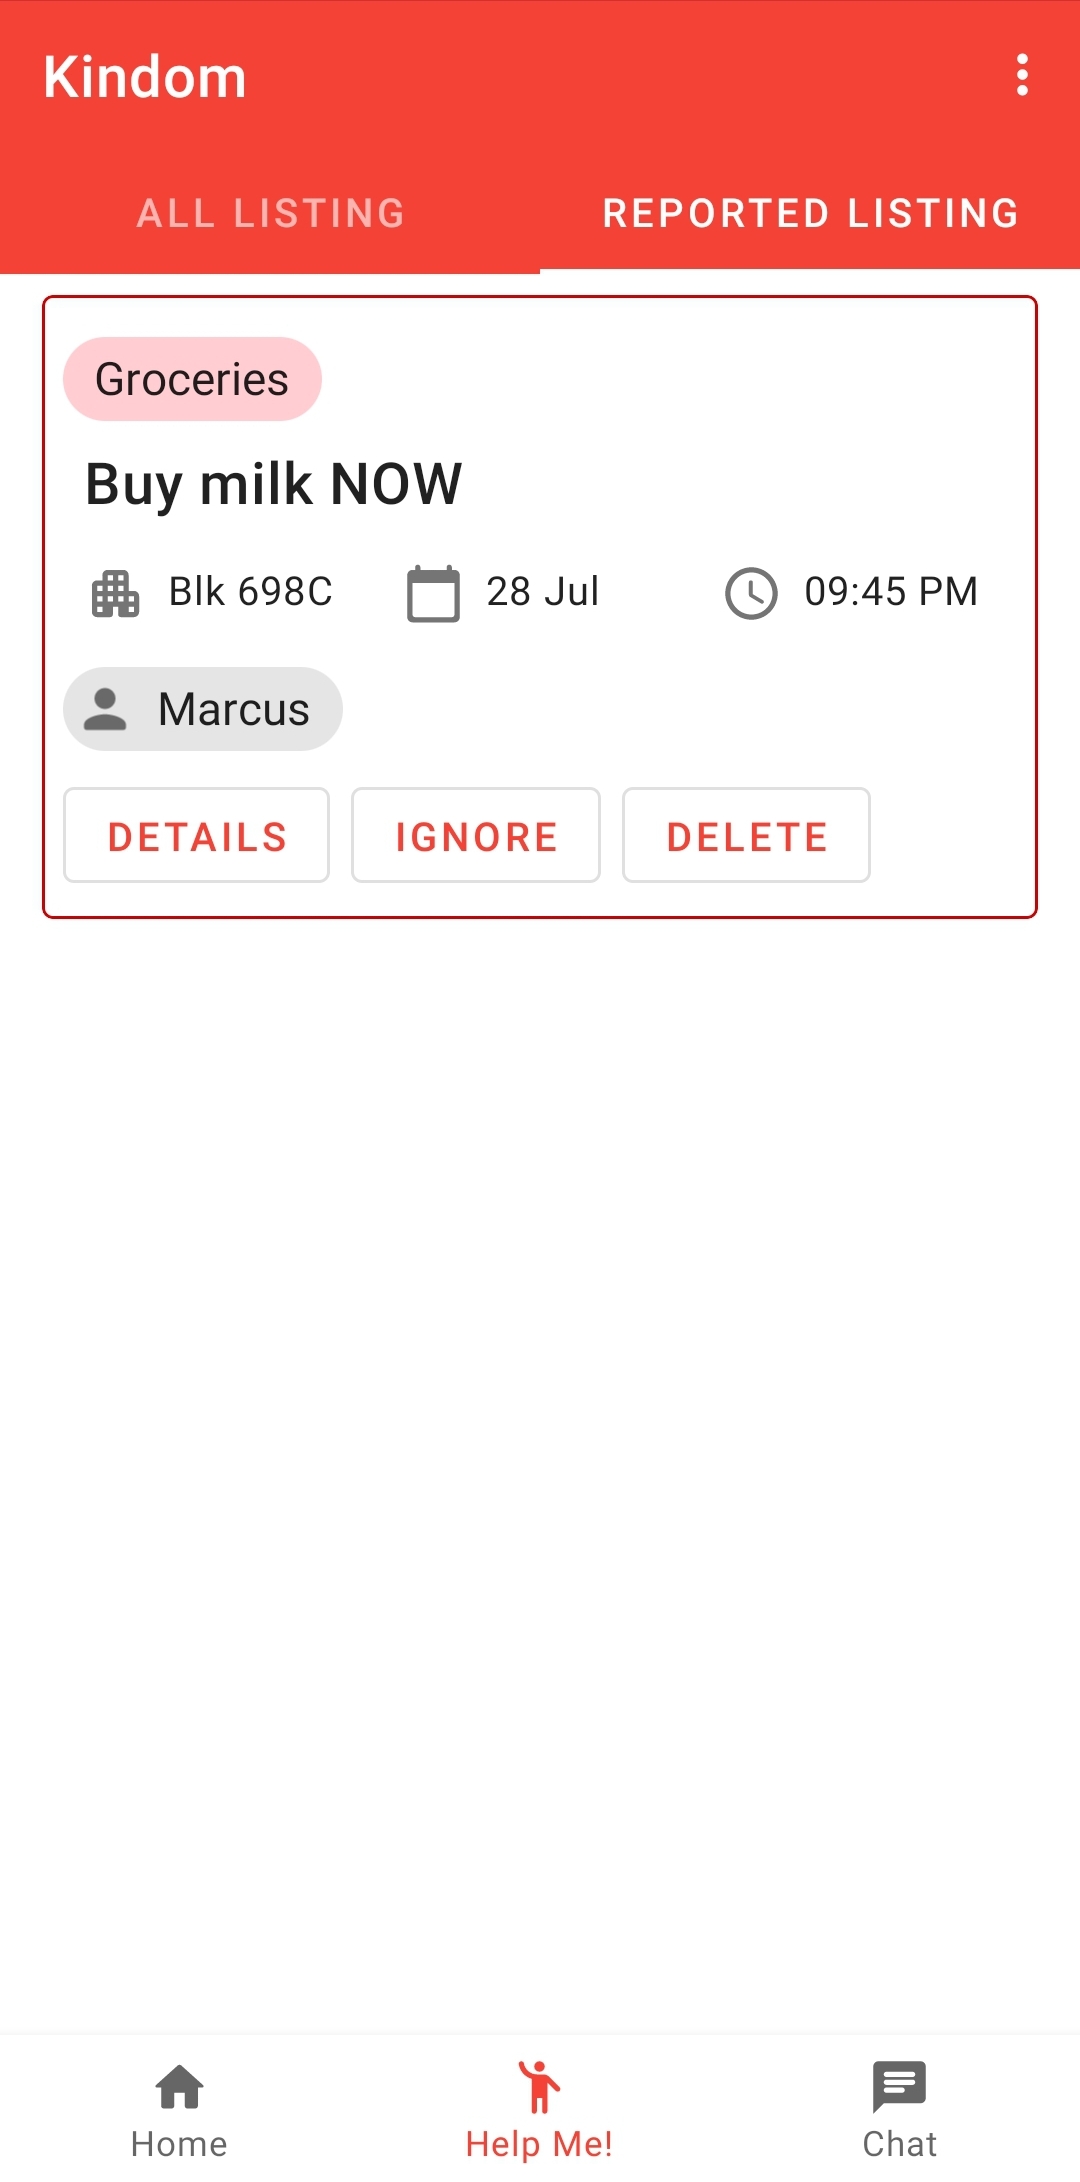 Kindom
ALL LISTING REPORTED LISTING
Groceries
Buy milk NOW
Blk 698C 28 Jul 09:45 PM
Marcus
DETAILS IGNORE DELETE
Home Help Me! Chat